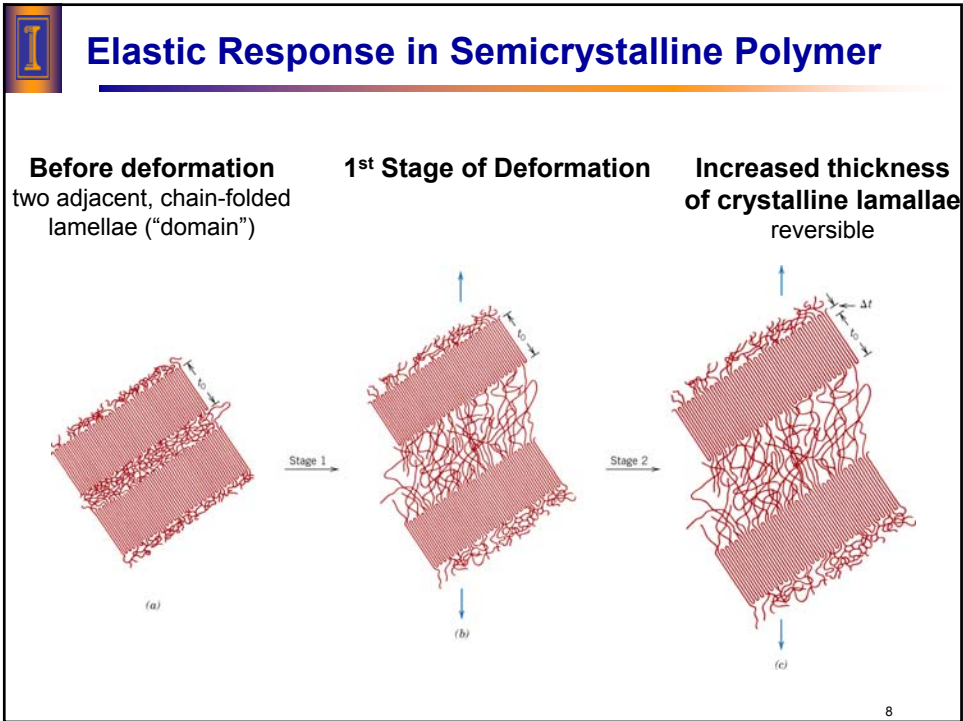 Elastic Response in Semicrystalline Polymer
Before deformation
two adjacent, chain-folded
lamellae (“domain”)
1st Stage of Deformation
Increased thickness
of crystalline lamallae
reversible
t₀
Stage 1
(a)
t₀
(b)
Stage 2
Δt
t₀
(c)
8